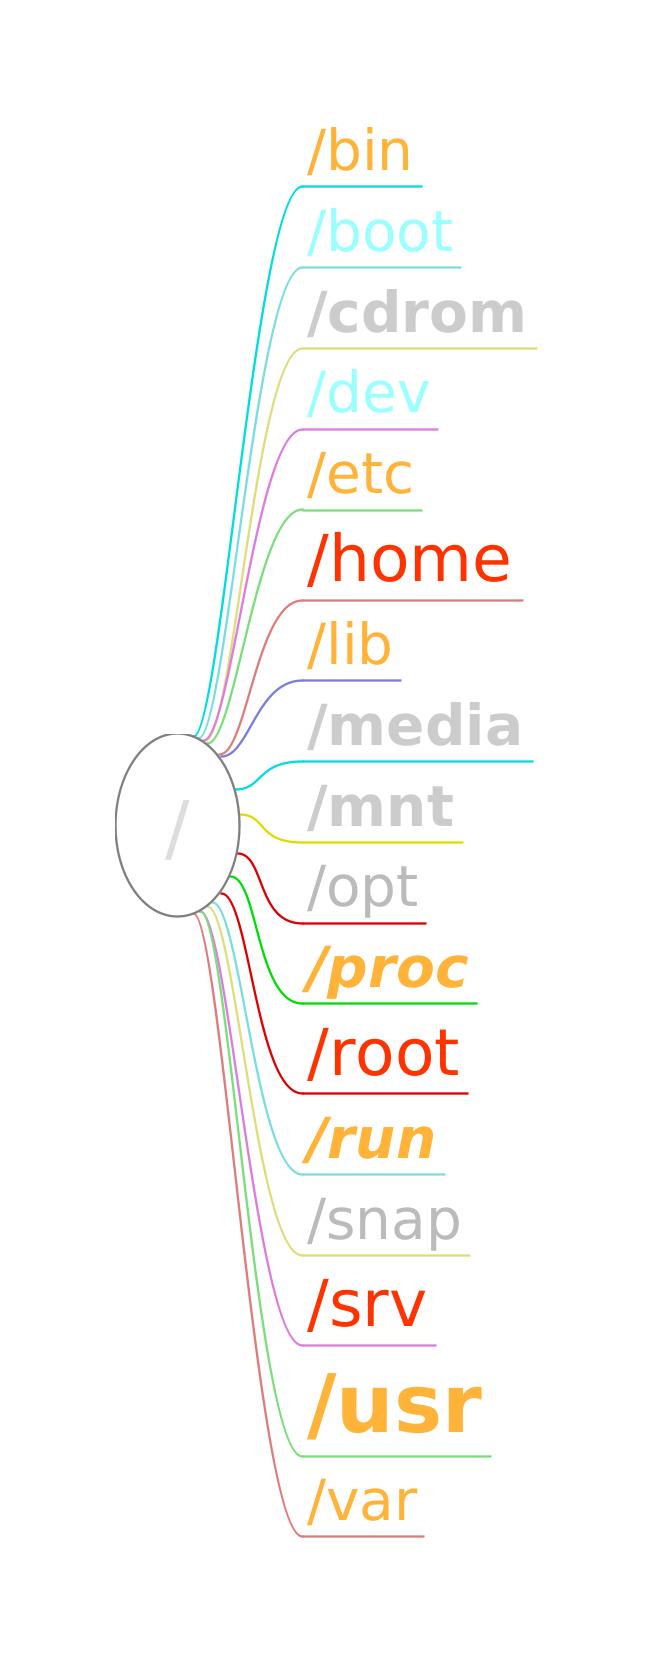 /bin
/boot
/cdrom
/dev
/etc
/home
/lib
/media
/
/mnt
/opt
/proc
/root
/run
/snap
/srv
/usr
/var